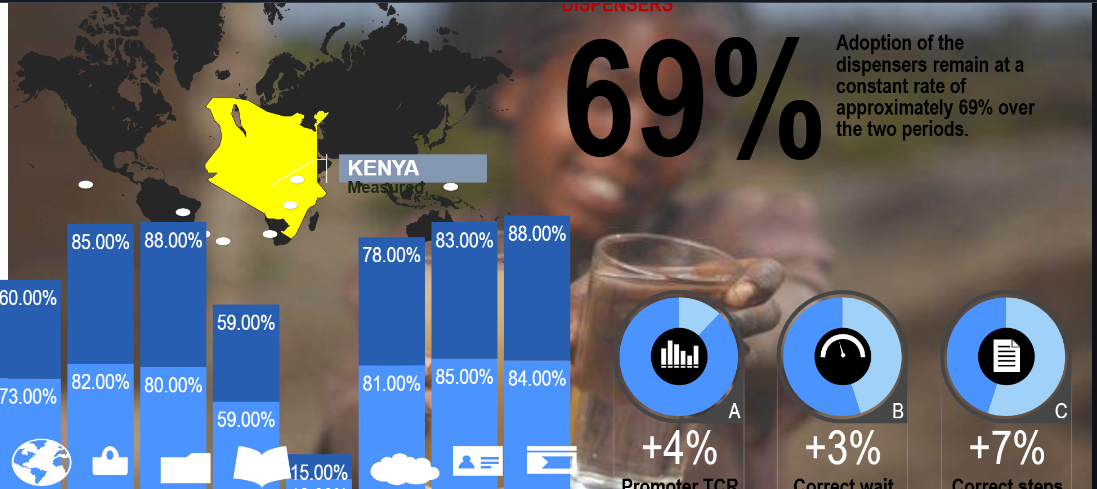 DISPENSERS
69%
Adoption of the
dispensers remain at a
constant rate of
approximately 69% over
the two periods.
KENYA
Measured
60.00%
85.00%
88.00%
59.00%
78.00%
83.00%
88.00%
73.00%
82.00%
80.00%
59.00%
15.00%
81.00%
85.00%
84.00%
A
B
C
+4%
+3%
+7%
Promoter TCR
Correct wait
Correct steps